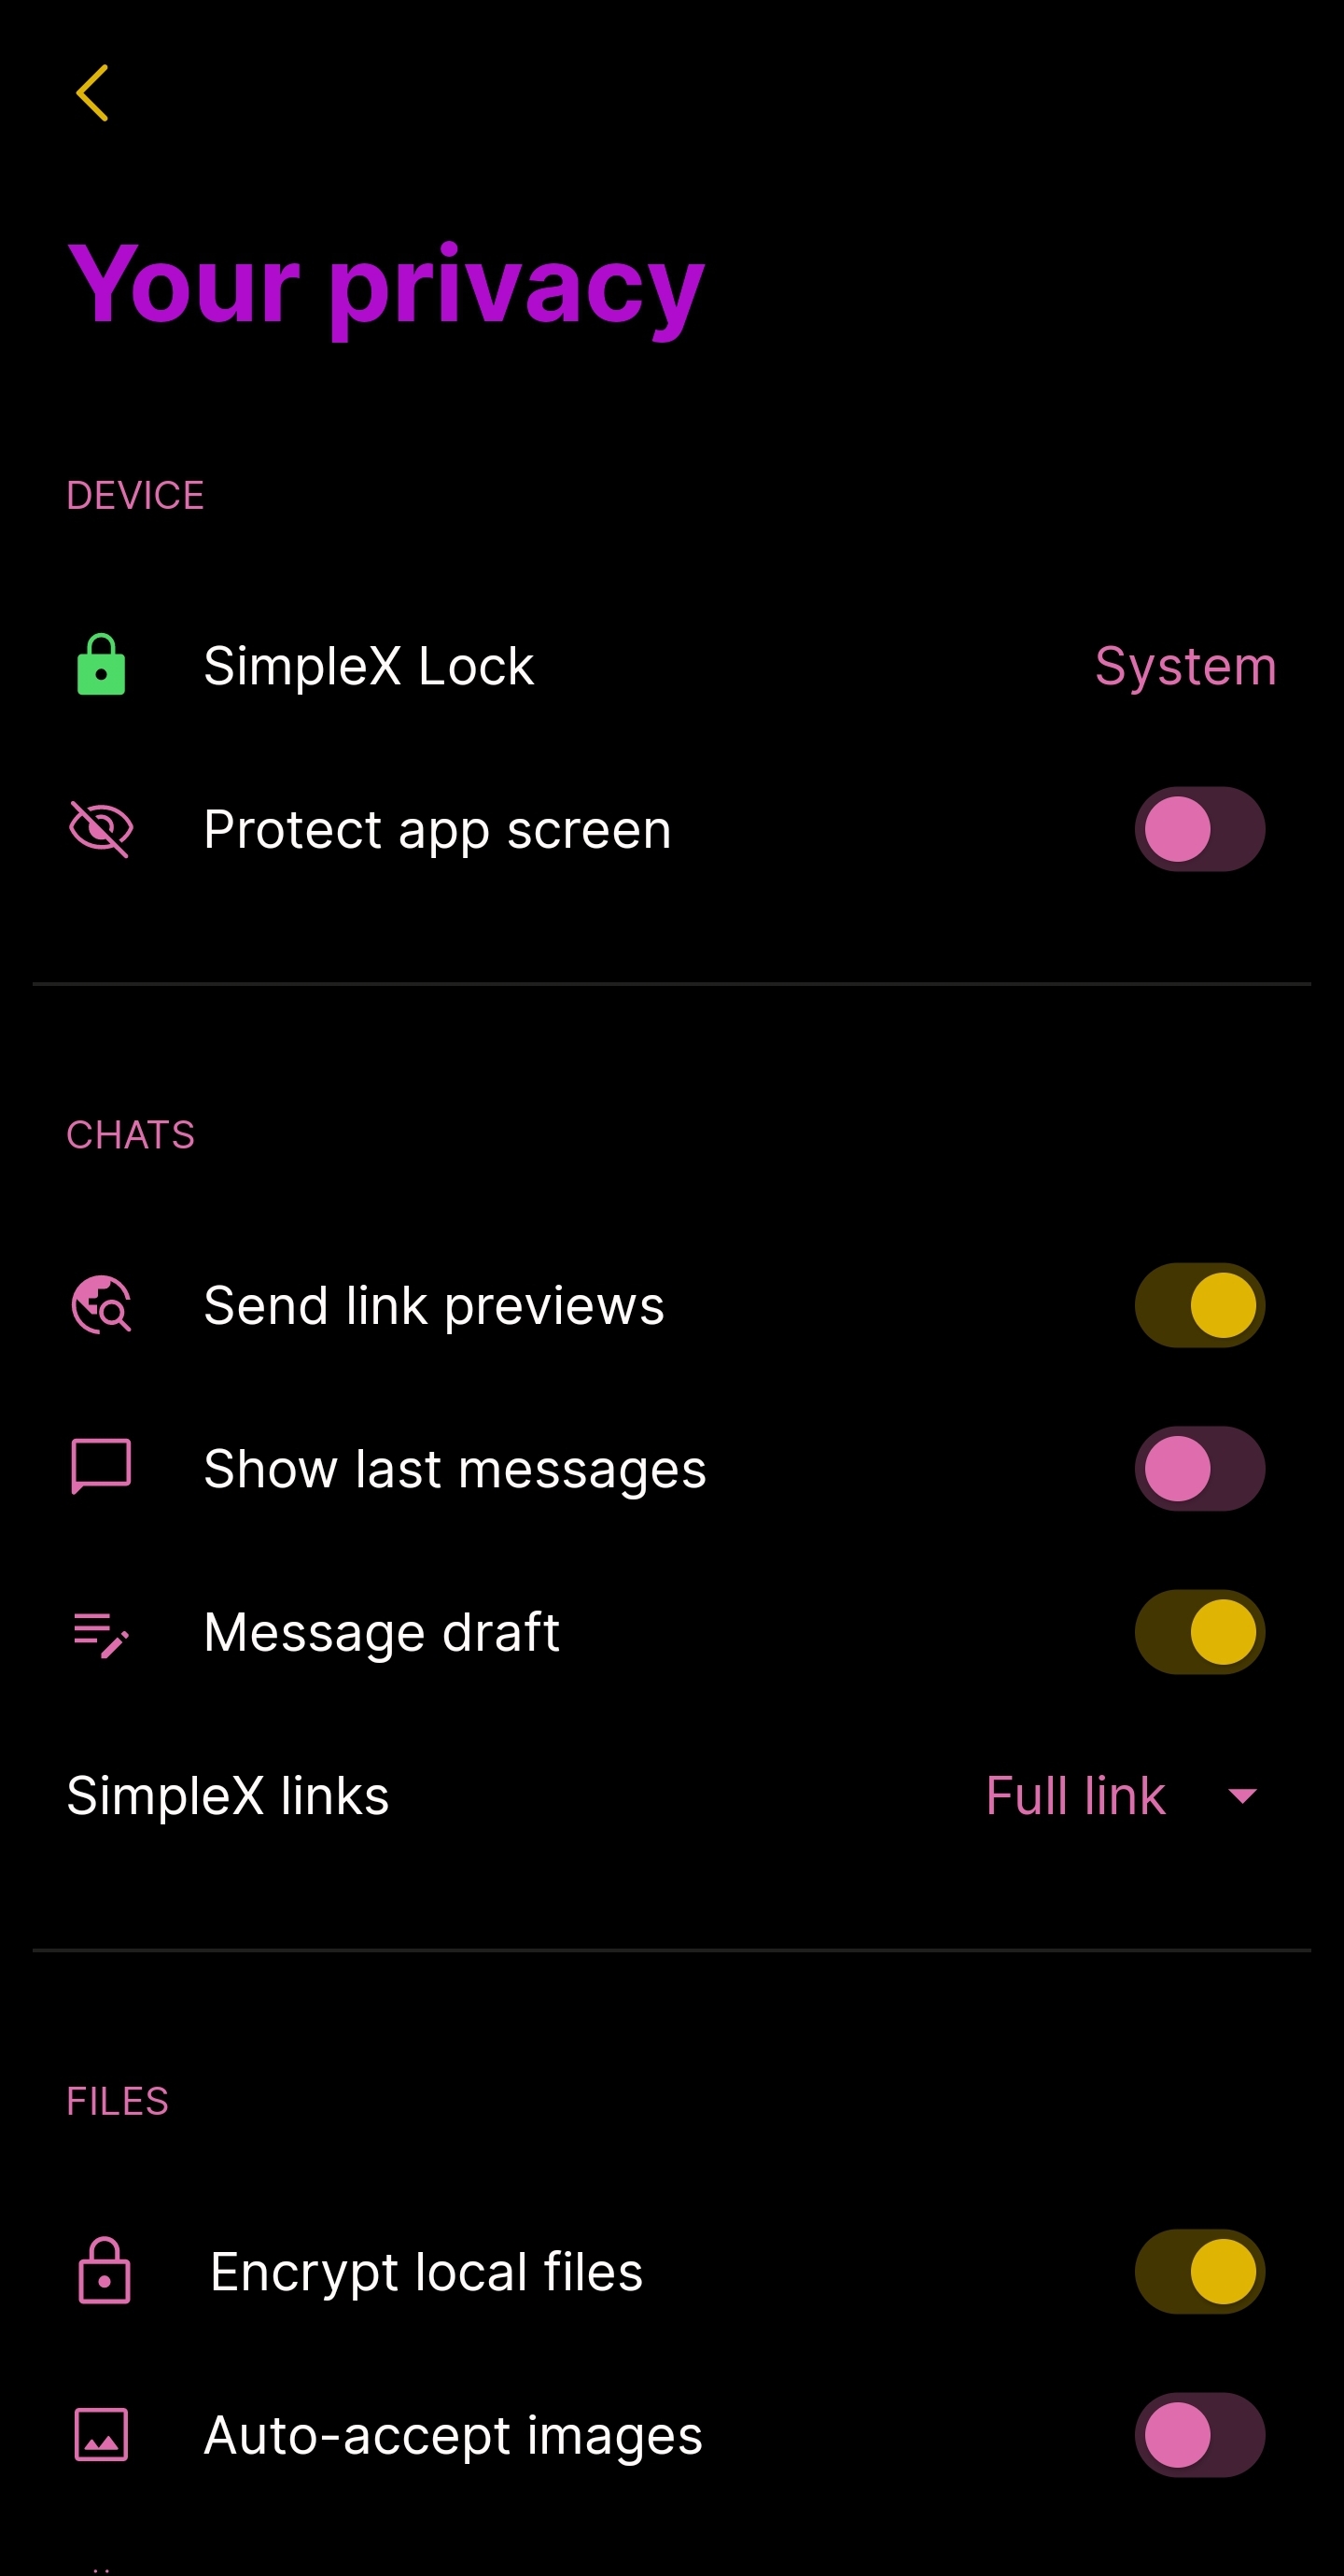 Your privacy
DEVICE
SimpleX Lock System
Protect app screen
CHATS
Send link previews
Show last messages
Message draft
SimpleX links Full link
FILES
Encrypt local files
Auto-accept images